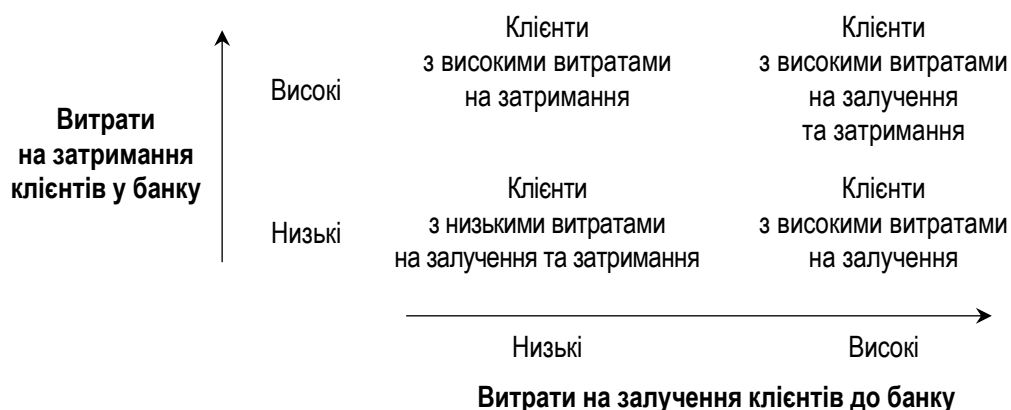 Клієнти
з високими витратами
на затримання
Клієнти
з високими витратами
на залучення
та затримання
Високі
Витрати
на затримання
клієнтів у банку
Клієнти
з низькими витратами
на залучення та затримання
Клієнти
з високими витратами
на залучення
Низькі
Низькі
Високі
Витрати на залучення клієнтів до банку